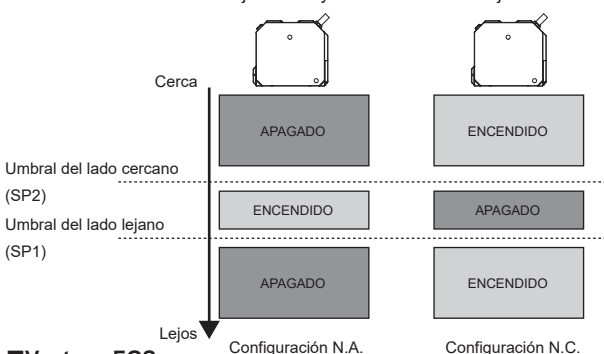 Cerca
APAGADO
ENCENDIDO
Umbral del lado cercano
(SP2)
ENCENDIDO
APAGADO
Umbral del lado lejano
(SP1)
APAGADO
ENCENDIDO
Lejos
Configuración N.A.
Configuración N.C.